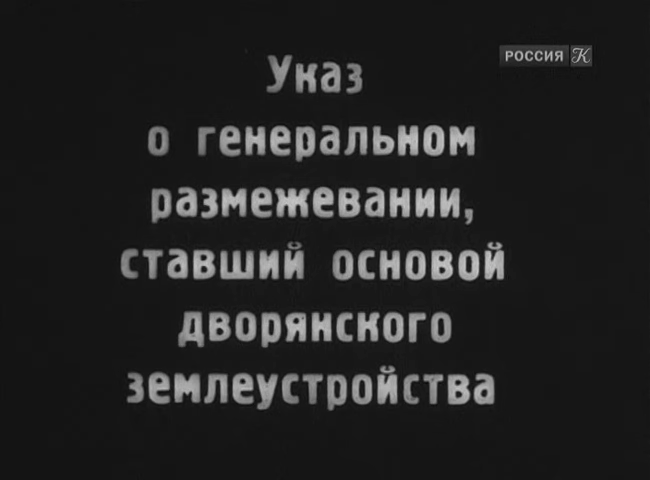 РОССИЯ К
Указ
о генеральном
размежевании,
ставший основой
дворянского
землеустройства